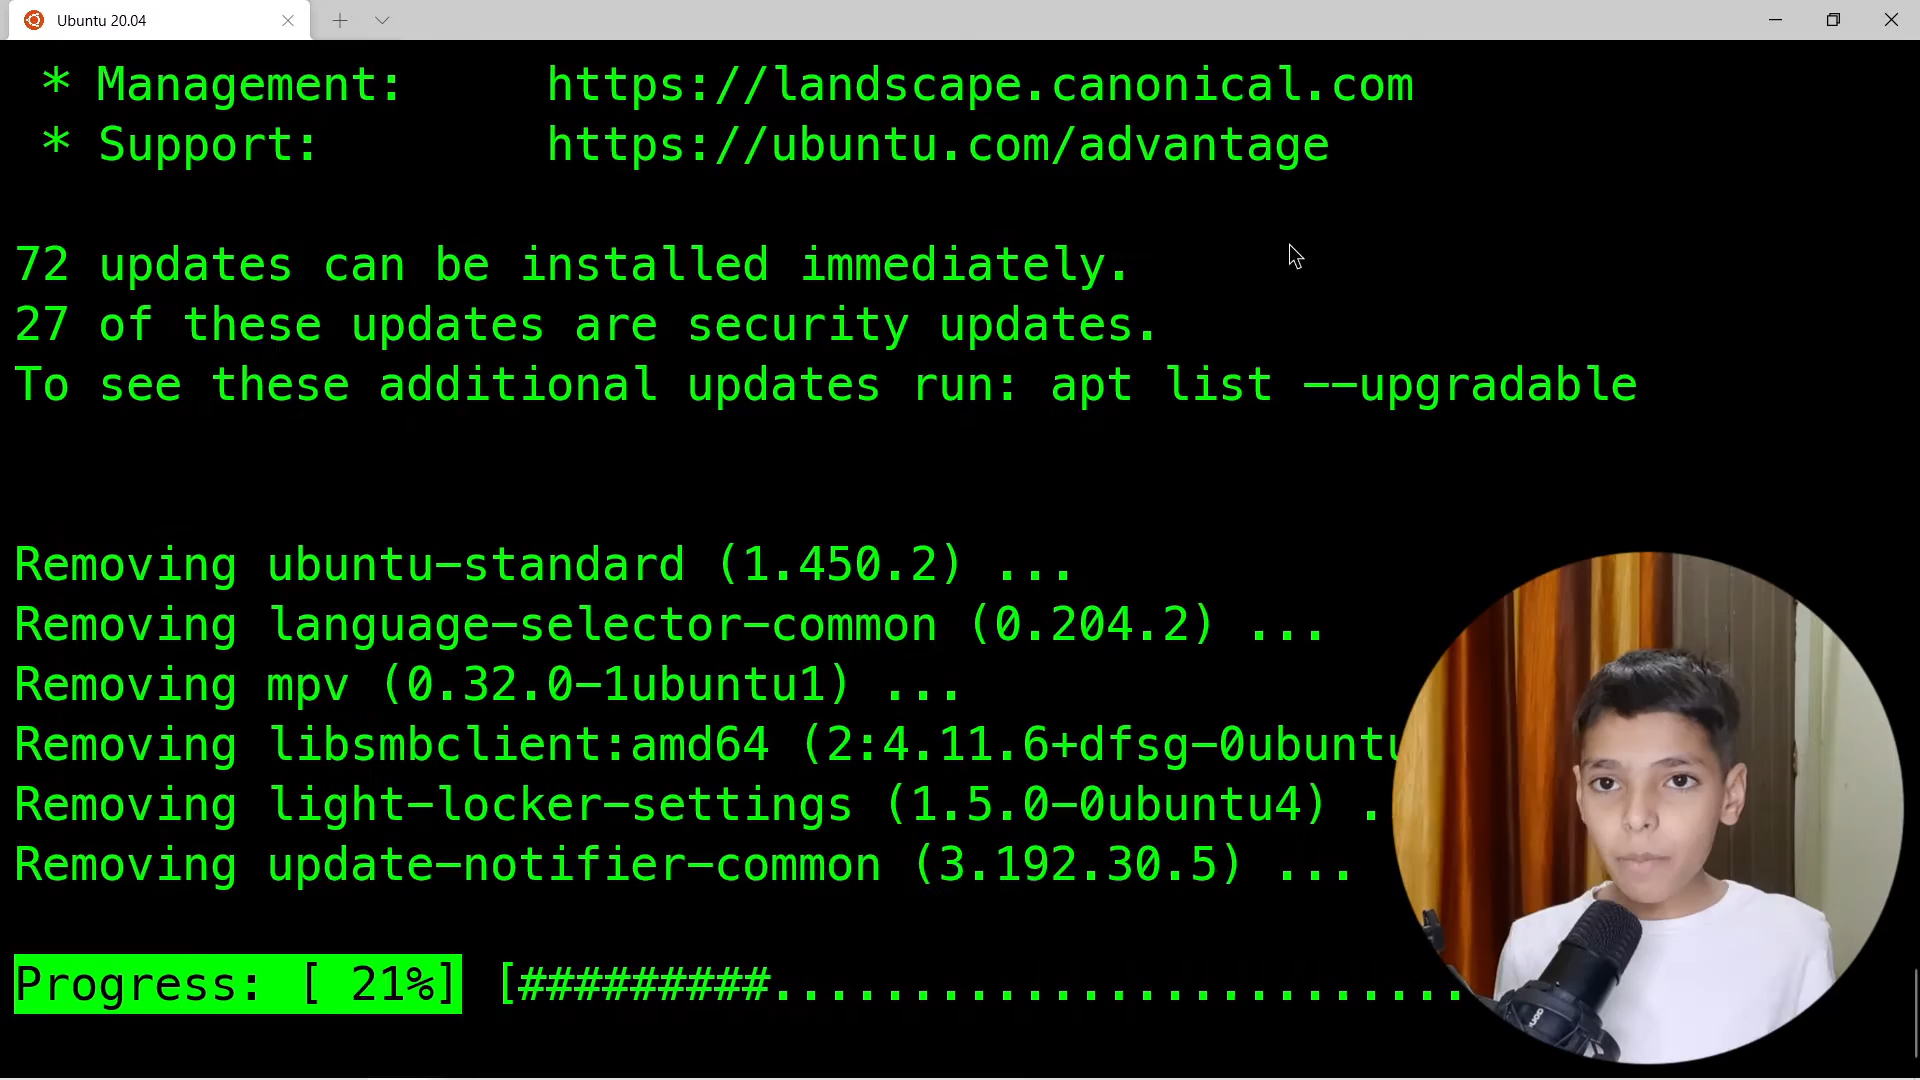 Ubuntu 20.04
* Management: https://landscape.canonical.com
* Support: https://ubuntu.com/advantage
72 updates can be installed immediately.
27 of these updates are security updates.
To see these additional updates run: apt list --upgradable
Removing ubuntu-standard (1.450.2) ...
Removing language-selector-common (0.204.2) ...
Removing mpv (0.32.0-1ubuntu1) ...
Removing libsmbclient:amd64 (2:4.11.6+dfsg-0ubuntu
Removing light-locker-settings (1.5.0-0ubuntu4) .
Removing update-notifier-common (3.192.30.5) ...
Progress: [ 21%] [#########.........................